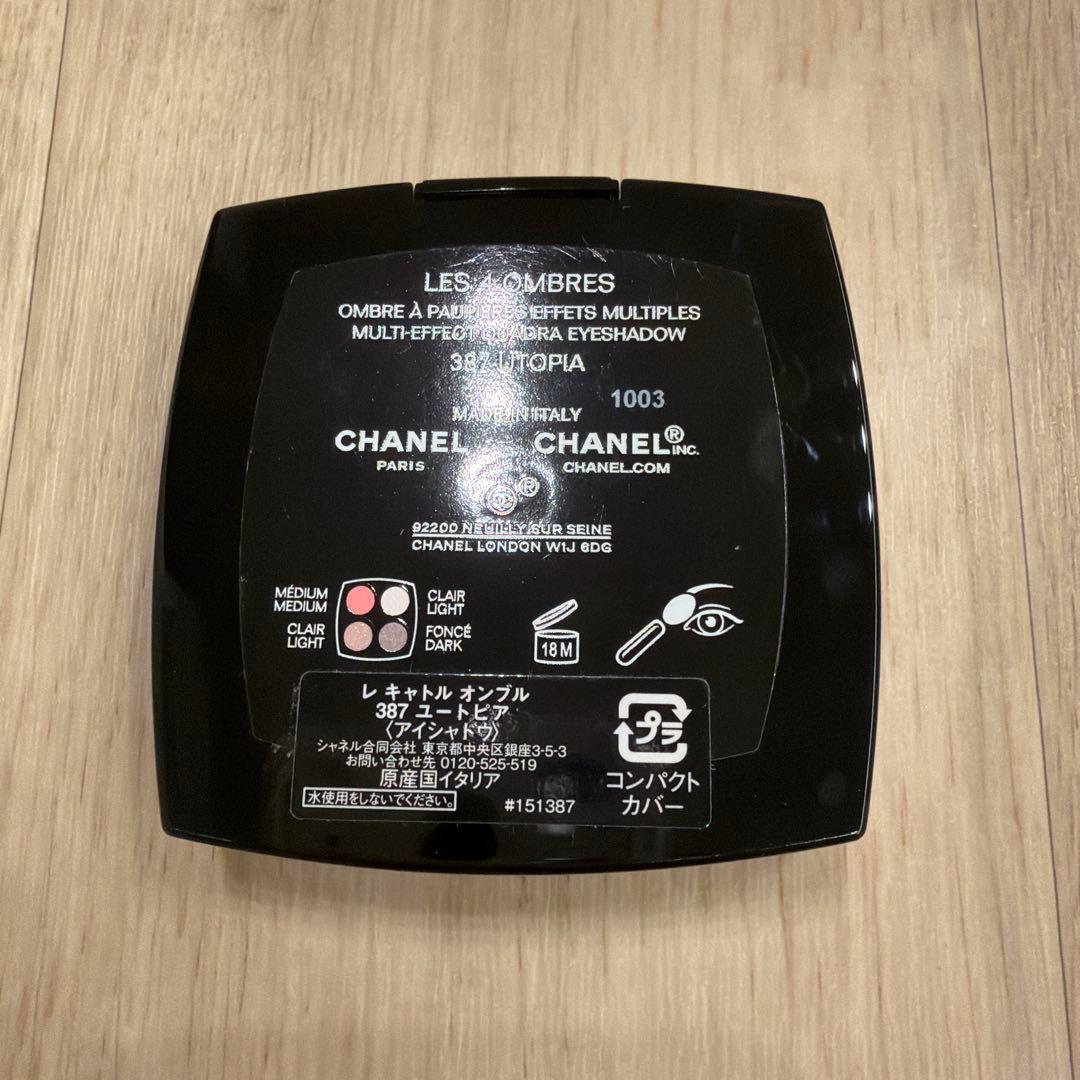 LES 4 OMBRES
OMBRE À PAUPIÈRES EFFETS MULTIPLES
MULTI-EFFECT QUADRA EYESHADOW
387 UTOPIA
1003
MADE IN ITALY
CHANEL CHANEL® INC.
PARIS CHANEL.COM
®
92200 NEUILLY SUR SEINE
CHANEL LONDON W1J 6DG
MÉDIUM CLAIR
MEDIUM LIGHT
CLAIR FONCÉ
LIGHT DARK
18M
レ キャトル オンブル
387 ユートピア
〈アイシャドウ〉
シャネル合同会社 東京都中央区銀座3-5-3
お問い合わせ先 0120-525-519
原産国イタリア
水使用をしないでください。 #151387
プラ
コンパクト
カバー